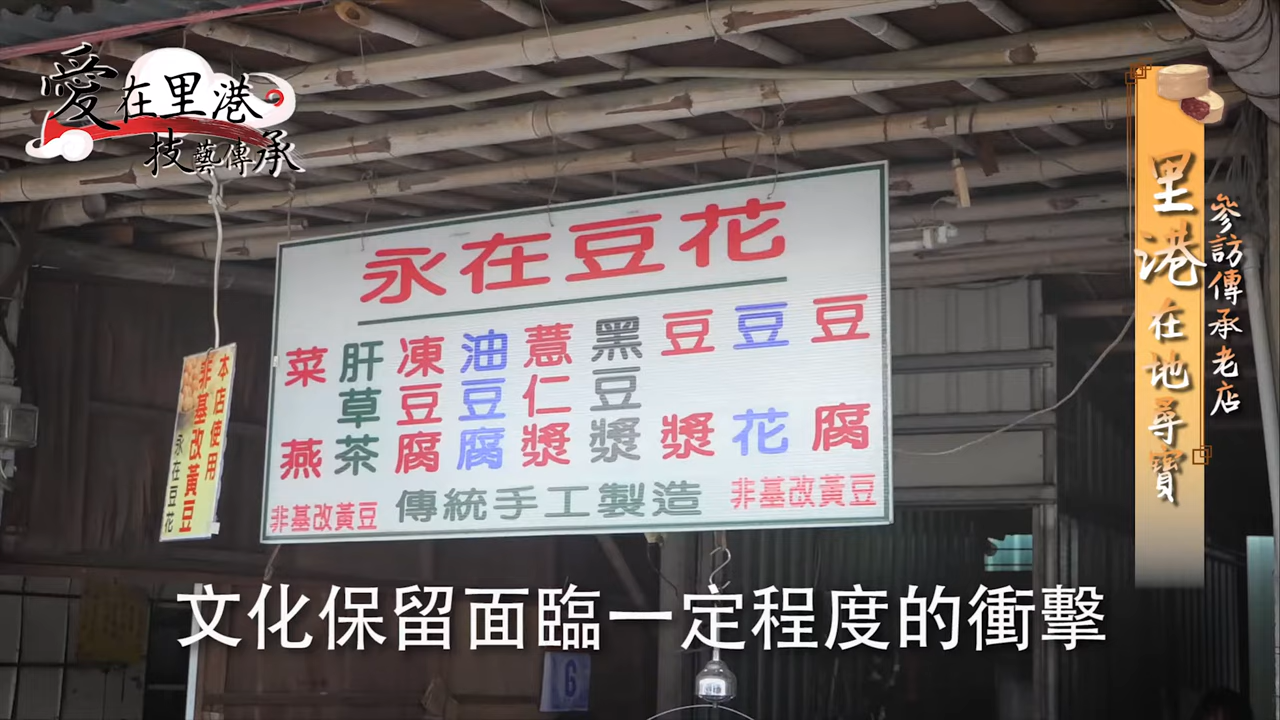 愛在里港
技藝傳承
參訪傳承老店
里港在地尋寶
永在豆花
豆腐
豆花
豆漿
黑豆漿
薏仁漿
油豆腐
凍豆腐
肝草茶
菜燕
非基改黃豆
傳統手工製造
非基改黃豆
本店使用
非基改黃豆
永在豆花
6
文化保留面臨一定程度的衝擊